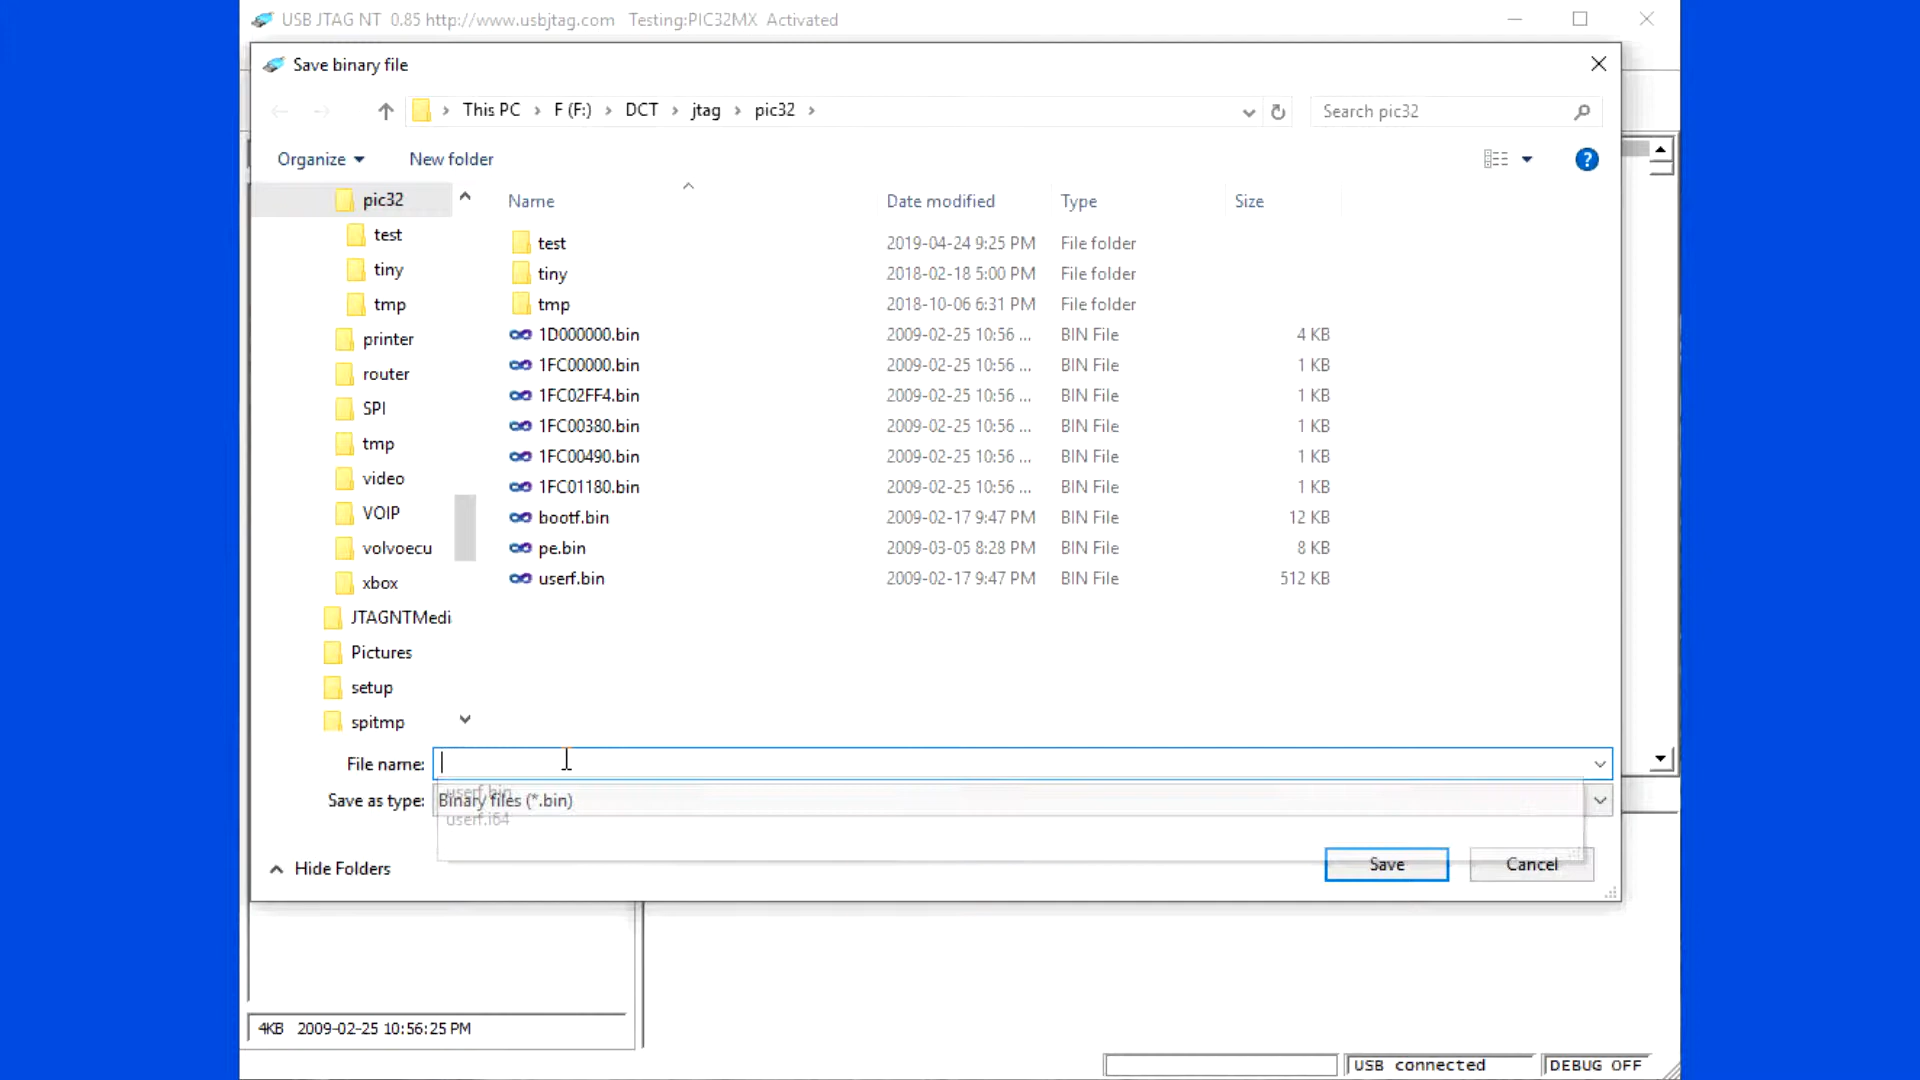 USB JTAG NT 0.85 http://www.usbjtag.com Testing:PIC32MX Activated
Save binary file
This PC › F (F:) › DCT › jtag › pic32 ›
Search pic32
Organize
New folder
?
Name Date modified Type Size
pic32
test
tiny
tmp
printer
router
SPI
tmp
video
VOIP
volvoecu
xbox
JTAGNTMedi
Pictures
setup
spitmp
test 2019-04-24 9:25 PM File folder
tiny 2018-02-18 5:00 PM File folder
tmp 2018-10-06 6:31 PM File folder
1D000000.bin 2009-02-25 10:56 ... BIN File 4 KB
1FC00000.bin 2009-02-25 10:56 ... BIN File 1 KB
1FC02FF4.bin 2009-02-25 10:56 ... BIN File 1 KB
1FC00380.bin 2009-02-25 10:56 ... BIN File 1 KB
1FC00490.bin 2009-02-25 10:56 ... BIN File 1 KB
1FC01180.bin 2009-02-25 10:56 ... BIN File 1 KB
bootf.bin 2009-02-17 9:47 PM BIN File 12 KB
pe.bin 2009-03-05 8:28 PM BIN File 8 KB
userf.bin 2009-02-17 9:47 PM BIN File 512 KB
File name:
userf.bin
Save as type: Binary files (*.bin)
userf.i64
Hide Folders
Save
Cancel
4KB 2009-02-25 10:56:25 PM
USB connected
DEBUG OFF